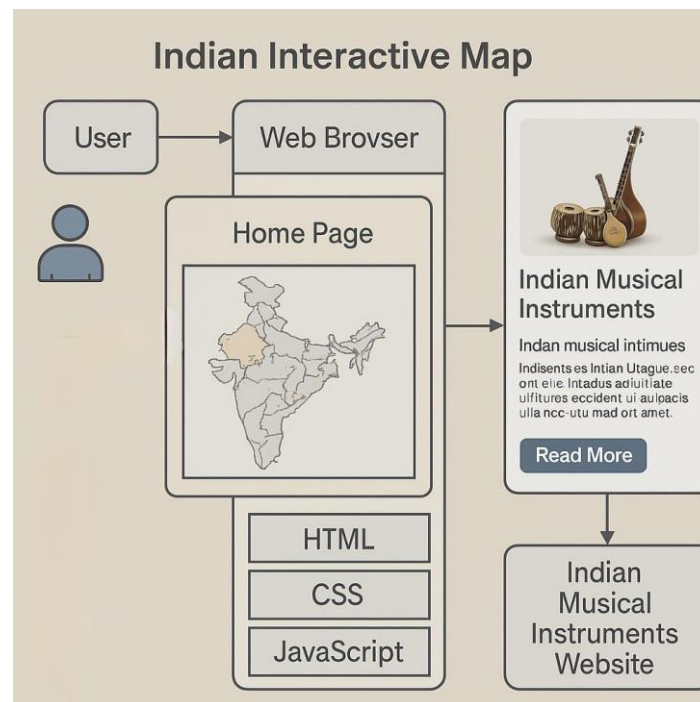 Indian Interactive Map
User
Web Brovser
Home Page
HTML
CSS
JavaScript
Indian Musical
Instruments
Indan musical intimues
Indisents es Intian Utague.sec
ont eiie. Intadus adiuitiate
ulfitures eccident ui aulpacis
ulla ncc-utu mad ort amet.
Read More
Indian
Musical
Instruments
Website